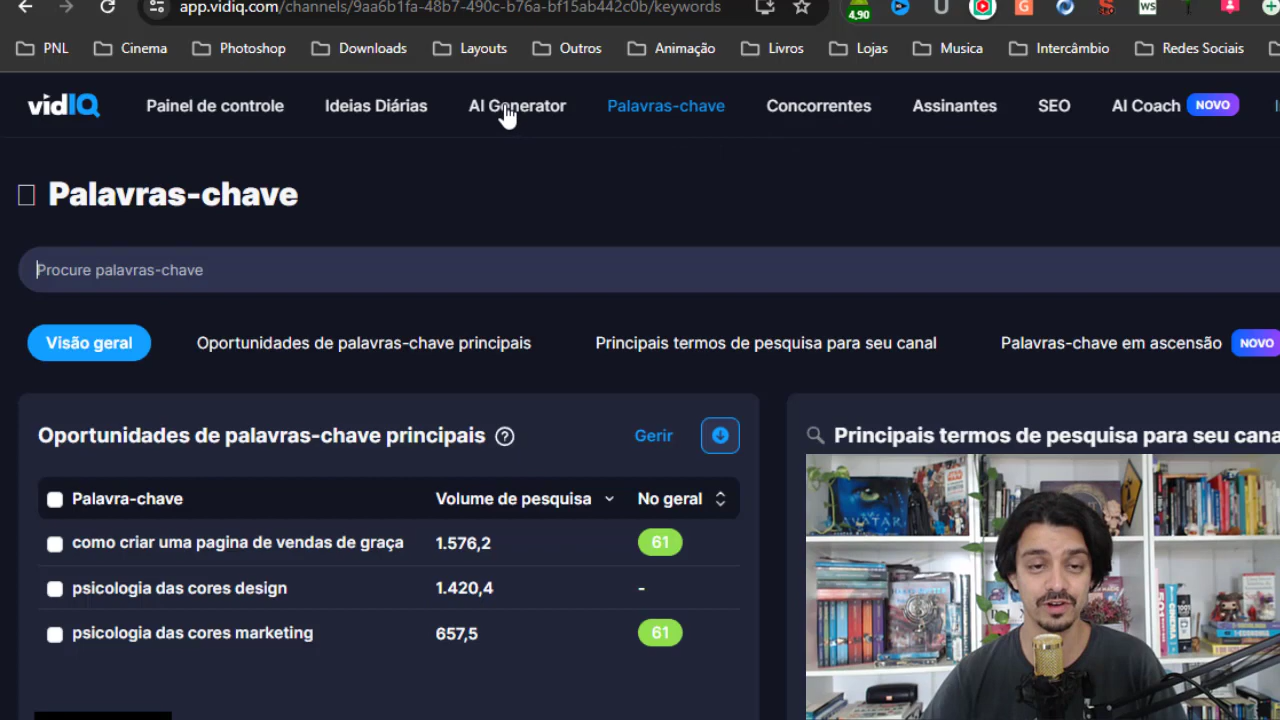 app.vidiq.com/channels/9aa6b1fa-48b7-490c-b76a-bf15ab442c0b/keywords
4,90
U
G
S
WS
PNL
Cinema
Photoshop
Downloads
Layouts
Outros
Animação
Livros
Lojas
Musica
Intercâmbio
Redes Sociais
vidIQ
Painel de controle
Ideias Diárias
AI Generator
Palavras-chave
Concorrentes
Assinantes
SEO
AI Coach
NOVO
Palavras-chave
Procure palavras-chave
Visão geral
Oportunidades de palavras-chave principais
Principais termos de pesquisa para seu canal
Palavras-chave em ascensão
NOVO
Oportunidades de palavras-chave principais
Gerir
Palavra-chave
Volume de pesquisa
No geral
como criar uma pagina de vendas de graça
1.576,2
61
psicologia das cores design
1.420,4
-
psicologia das cores marketing
657,5
61
Principais termos de pesquisa para seu cana
AVATAR